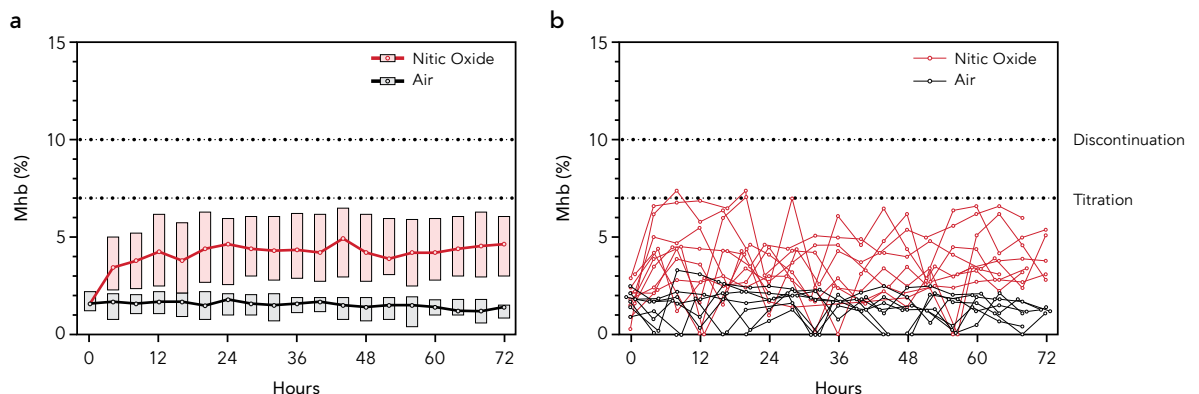 a
15
10
5
0
Mhb (%)
Nitic Oxide
Air
0 12 24 36 48 60 72
Hours
b
15
10
5
0
Mhb (%)
Nitic Oxide
Air
Discontinuation
Titration
0 12 24 36 48 60 72
Hours